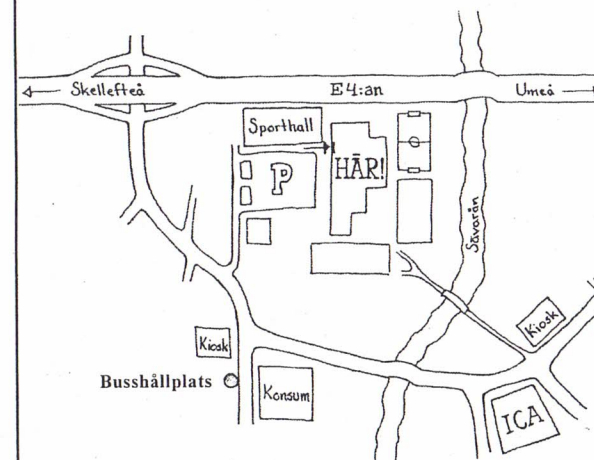 Skellefteå
E4:an
Umeå
Sporthall
P
HÄR!
Sävarån
Kiosk
Kiosk
Busshållplats
Konsum
ICA